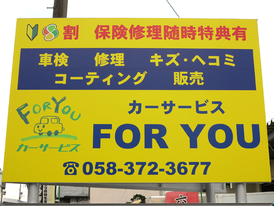 割 保険修理随時特典有
車検 修理 キズ・ヘコミ
コーティング 販売
FOR YOU
カーサービス
カーサービス
FOR YOU
☎058-372-3677